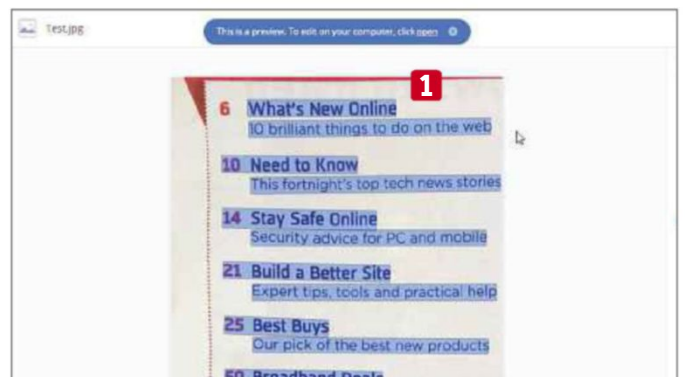 Test.jpg
This is a preview. To edit on your computer, click open
1
6 What's New Online
10 brilliant things to do on the web
10 Need to Know
This fortnight's top tech news stories
14 Stay Safe Online
Security advice for PC and mobile
21 Build a Better Site
Expert tips, tools and practical help
25 Best Buys
Our pick of the best new products
50 Broadband Deals